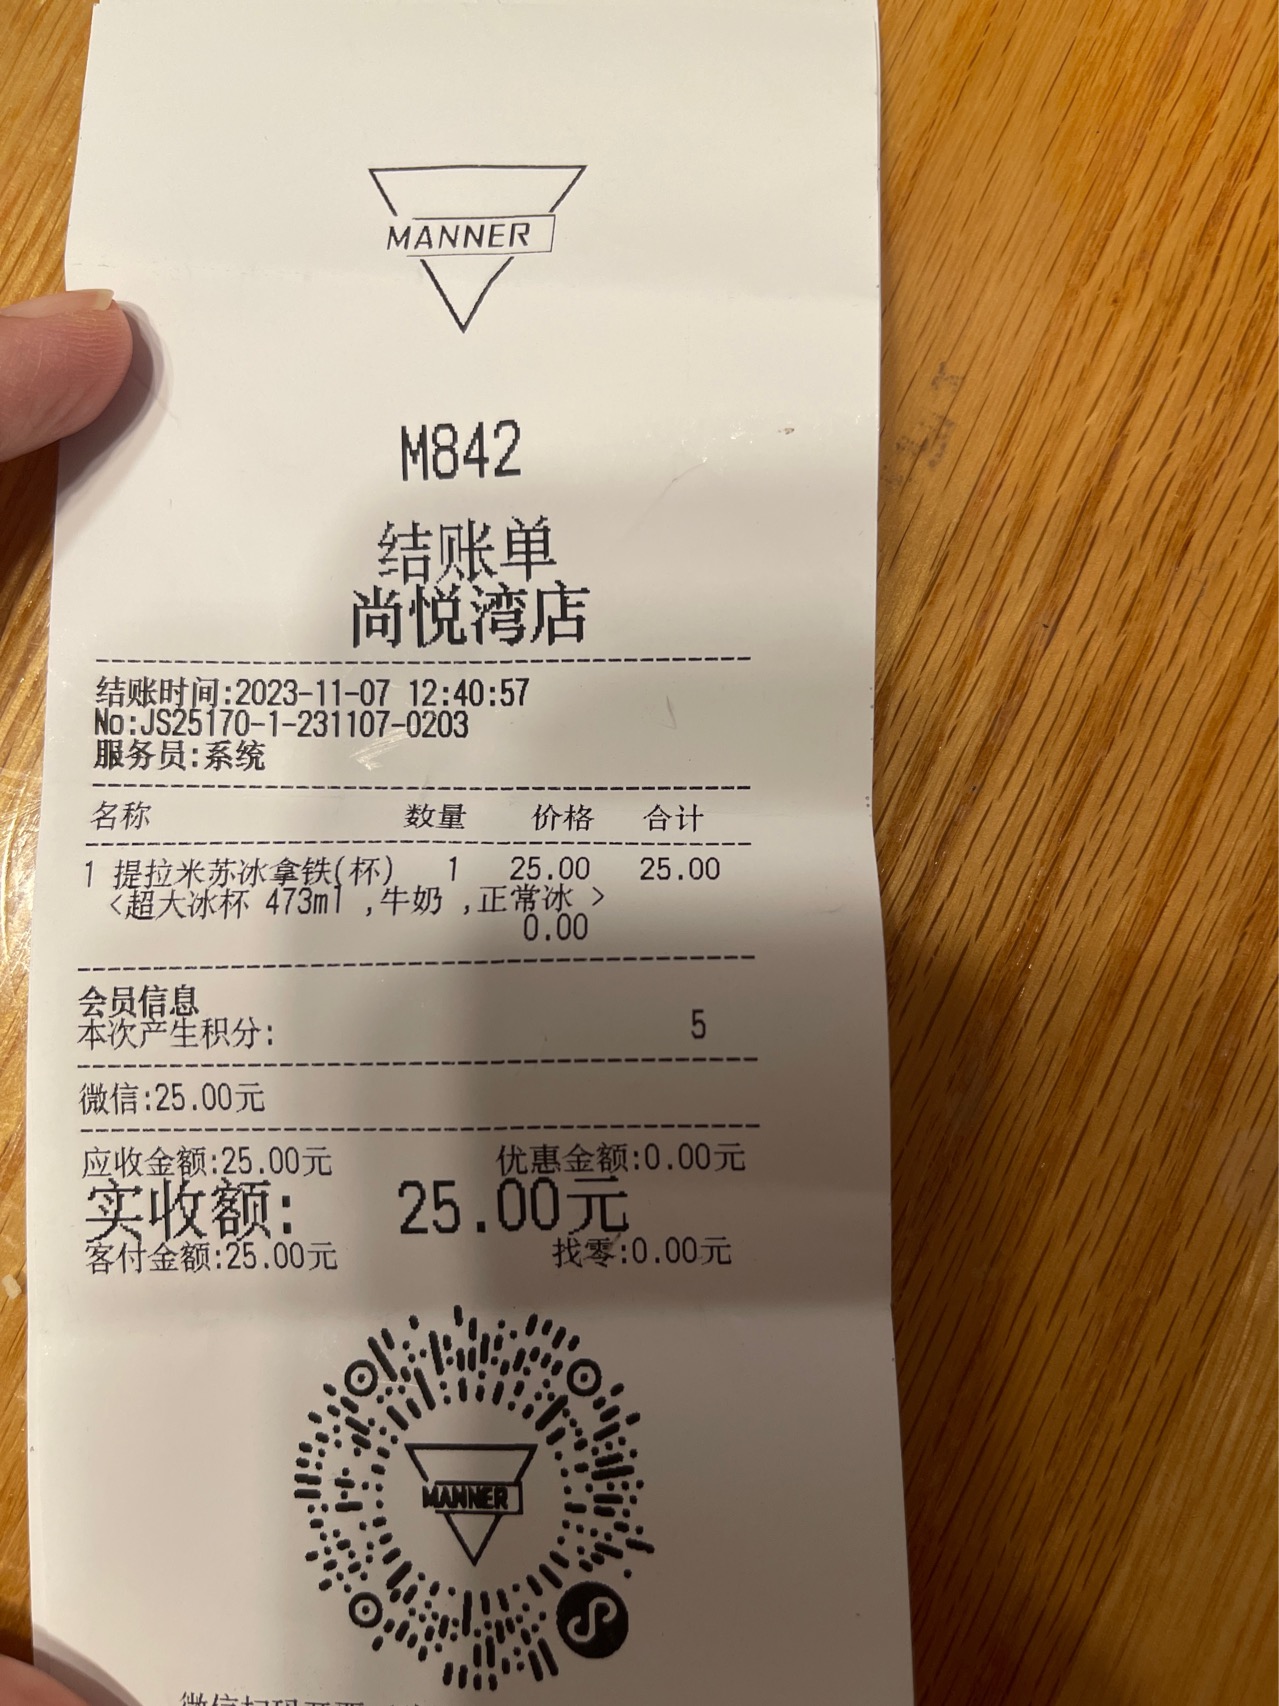 MANNER
M842
结账单
尚悦湾店
结账时间:2023-11-07 12:40:57
No:JS25170-1-231107-0203
服务员:系统
名称 数量 价格 合计
1 提拉米苏冰拿铁(杯) 1 25.00 25.00
<超大冰杯 473ml ,牛奶 ,正常冰 >
0.00
会员信息
本次产生积分: 5
微信:25.00元
应收金额:25.00元 优惠金额:0.00元
实收额: 25.00元
客付金额:25.00元 找零:0.00元
MANNER
微信扫码开票